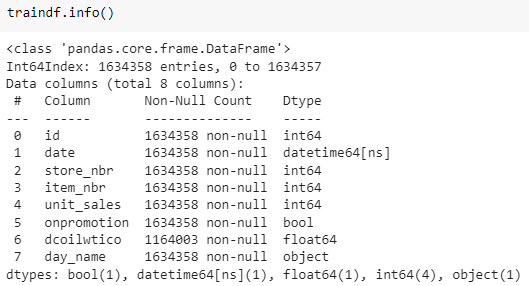 traindf.info()
<class 'pandas.core.frame.DataFrame'>
Int64Index: 1634358 entries, 0 to 1634357
Data columns (total 8 columns):
 #   Column       Non-Null Count    Dtype
---  ------       --------------    -----
 0   id           1634358 non-null  int64
 1   date         1634358 non-null  datetime64[ns]
 2   store_nbr    1634358 non-null  int64
 3   item_nbr     1634358 non-null  int64
 4   unit_sales   1634358 non-null  int64
 5   onpromotion  1634358 non-null  bool
 6   dcoilwtico   1164003 non-null  float64
 7   day_name     1634358 non-null  object
dtypes: bool(1), datetime64[ns](1), float64(1), int64(4), object(1)